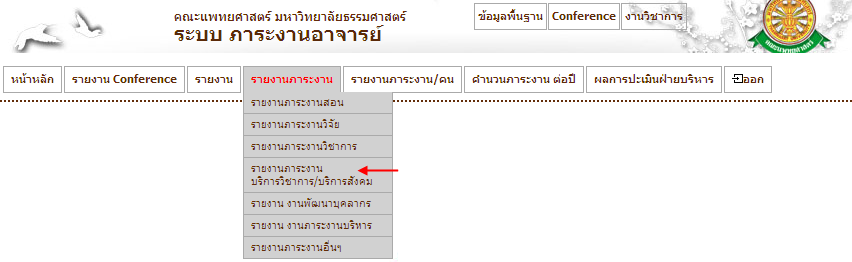 คณะแพทยศาสตร์ มหาวิทยาลัยธรรมศาสตร์
ระบบ ภาระงานอาจารย์
ข้อมูลพื้นฐาน Conference งานวิชาการ
หน้าหลัก รายงาน Conference รายงาน รายงานภาระงาน รายงานภาระงาน/คน คำนวนภาระงาน ต่อปี ผลการประเมินฝ่ายบริหาร ออก
รายงานภาระงานสอน
รายงานภาระงานวิจัย
รายงานภาระงานวิชาการ
รายงานภาระงาน
บริการวิชาการ/บริการสังคม
รายงาน งานพัฒนาบุคลากร
รายงาน งานภาระงานบริหาร
รายงานภาระงานอื่นๆ